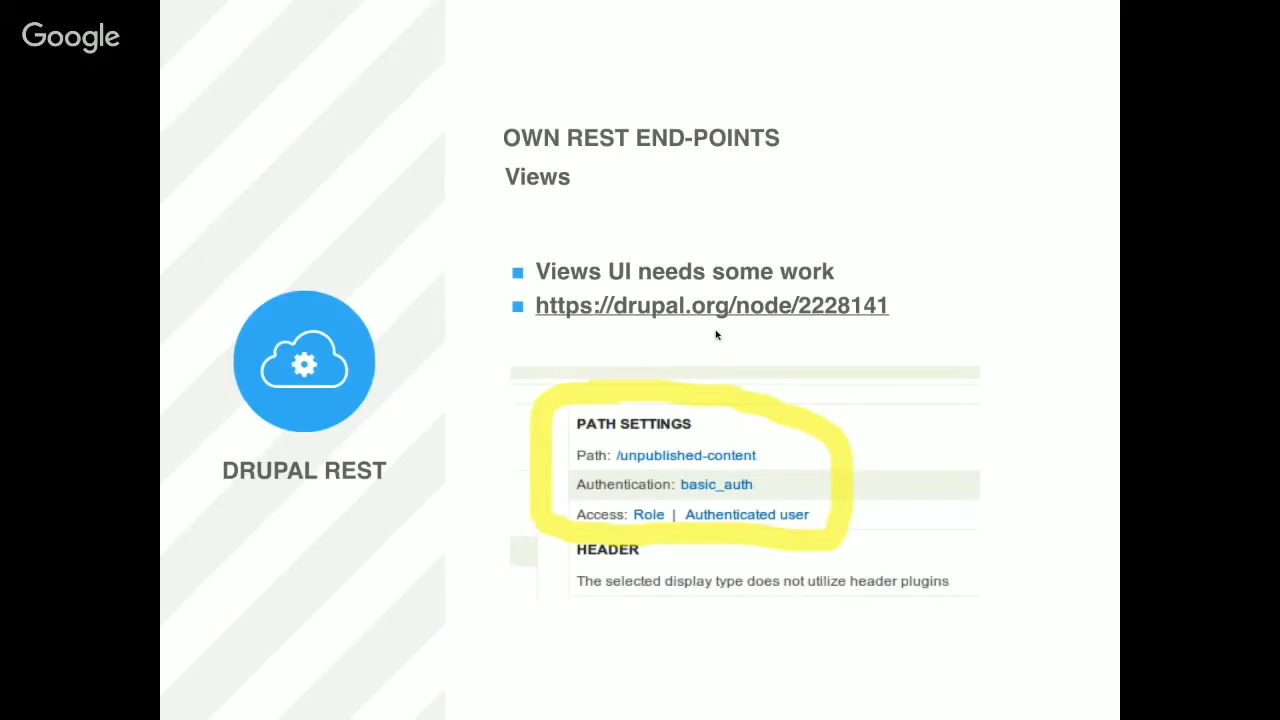 Google
OWN REST END-POINTS
Views
Views UI needs some work
https://drupal.org/node/2228141
DRUPAL REST
PATH SETTINGS
Path: /unpublished-content
Authentication: basic_auth
Access: Role | Authenticated user
HEADER
The selected display type does not utilize header plugins